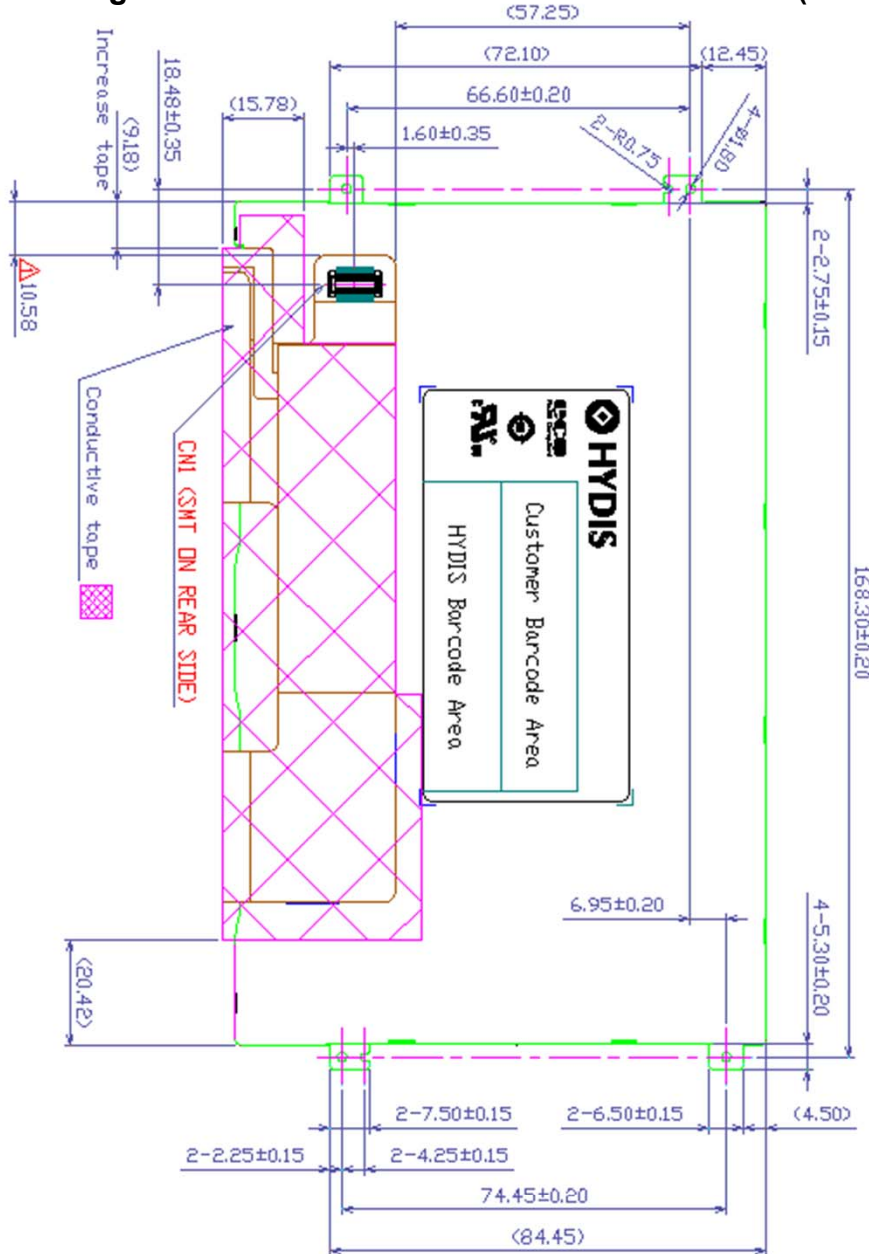 g
(
(57.25)
(72.10)
(12.45)
66.60±0.20
(15.78)
1.60±0.35
2-R0.75
4-ø1.80
18.48±0.35
(9.18)
Increase tape
⚠10.58
2-2.75±0.15
168.30±0.20
Conductive tape
CN1 (SMT ON REAR SIDE)
HYDIS
Customer Barcode Area
HYDIS Barcode Area
6.95±0.20
4-5.30±0.20
(20.42)
2-7.50±0.15
2-6.50±0.15
(4.50)
2-2.25±0.15
2-4.25±0.15
74.45±0.20
(84.45)